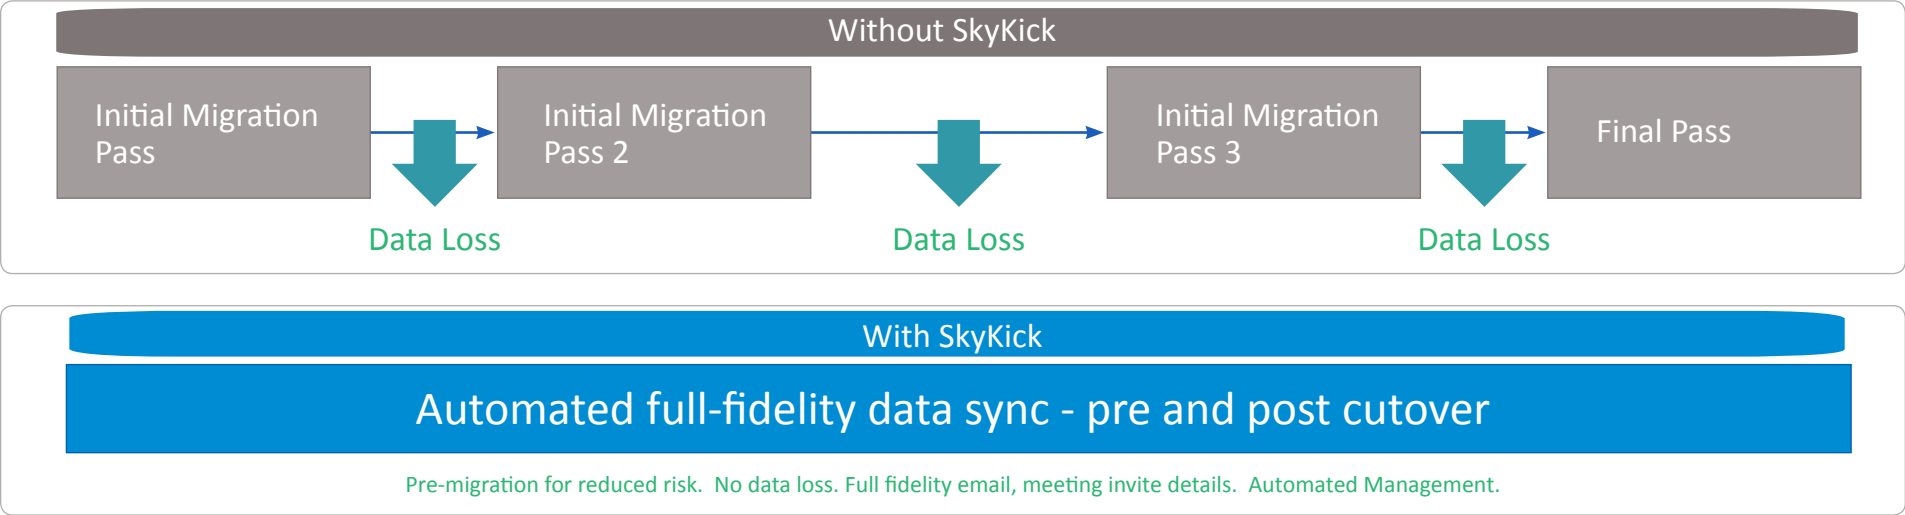 Without SkyKick
Initial Migration
Pass
Initial Migration
Pass 2
Initial Migration
Pass 3
Final Pass
Data Loss
Data Loss
Data Loss
With SkyKick
Automated full-fidelity data sync - pre and post cutover
Pre-migration for reduced risk.  No data loss. Full fidelity email, meeting invite details.  Automated Management.